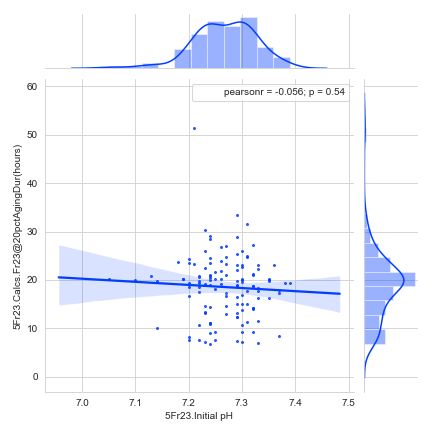 pearsonr = -0.056; p = 0.54
60
50
40
30
20
10
0
5Fr23.Calcs.Fr23@20pctAgingDur(hours)
7.0 7.1 7.2 7.3 7.4 7.5
5Fr23.Initial pH